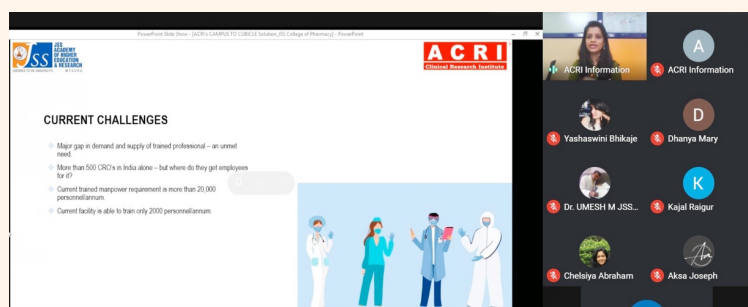 PowerPoint Slide Show - [ACRI's CAMPUS TO CUBICLE Solution_JSS College of Pharmacy] - PowerPoint
JSS
ACADEMY
OF HIGHER
EDUCATION
& RESEARCH
MYSURU
ACRI
Clinical Research Institute
CURRENT CHALLENGES
Major gap in demand and supply of trained professional – an unmet
need.
More than 500 CRO's in India alone – but where do they get employees
for it?
Current trained manpower requirement is more than 20,000
personnel/annum.
Current facility is able to train only 2000 personnel/annum.
ACRI Information
A
ACRI Information
Yashaswini Bhikaje
D
Dhanya Mary
Dr. UMESH M JSS...
K
Kajal Raigur
Chelsiya Abraham
Aksa Joseph